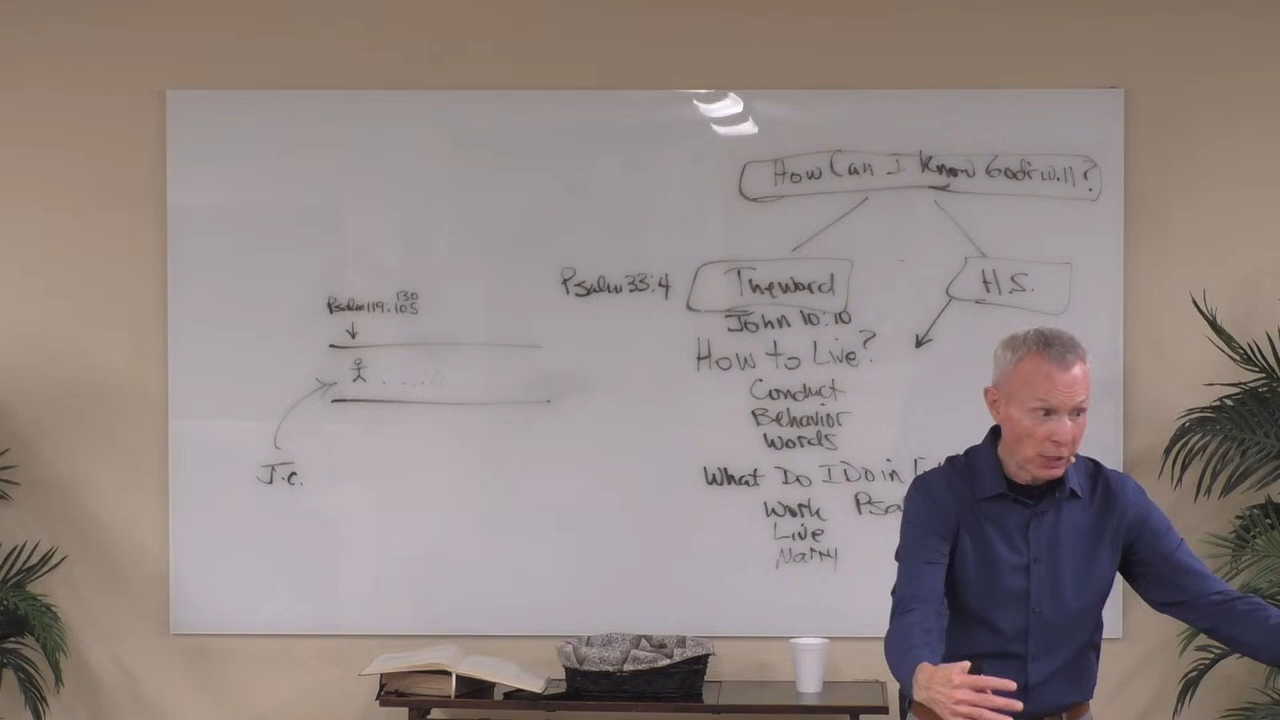 How Can I Know God's will?
Psalm 33:4
The word
H.S.
John 10:10
How to Live?
Conduct
Behavior
words
What Do I Do in
Work
Live
Marry
130
Psalm 119:105
J.C.